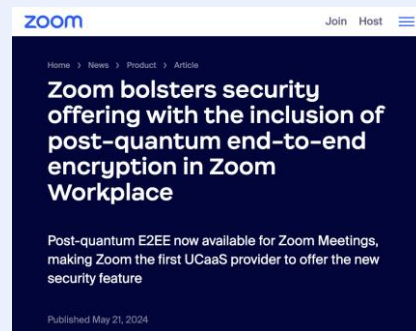 zoom
Join Host
Home > News > Product > Article
Zoom bolsters security
offering with the inclusion of
post-quantum end-to-end
encryption in Zoom
Workplace
Post-quantum E2EE now available for Zoom Meetings,
making Zoom the first UCaaS provider to offer the new
security feature
Published May 21, 2024